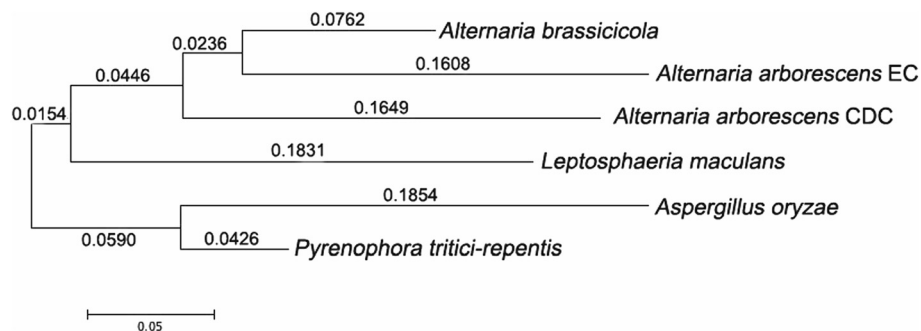 0.0762
Alternaria brassicicola
0.0236
0.1608
Alternaria arborescens EC
0.0446
0.1649
Alternaria arborescens CDC
0.0154
0.1831
Leptosphaeria maculans
0.1854
Aspergillus oryzae
0.0590
0.0426
Pyrenophora tritici-repentis
0.05